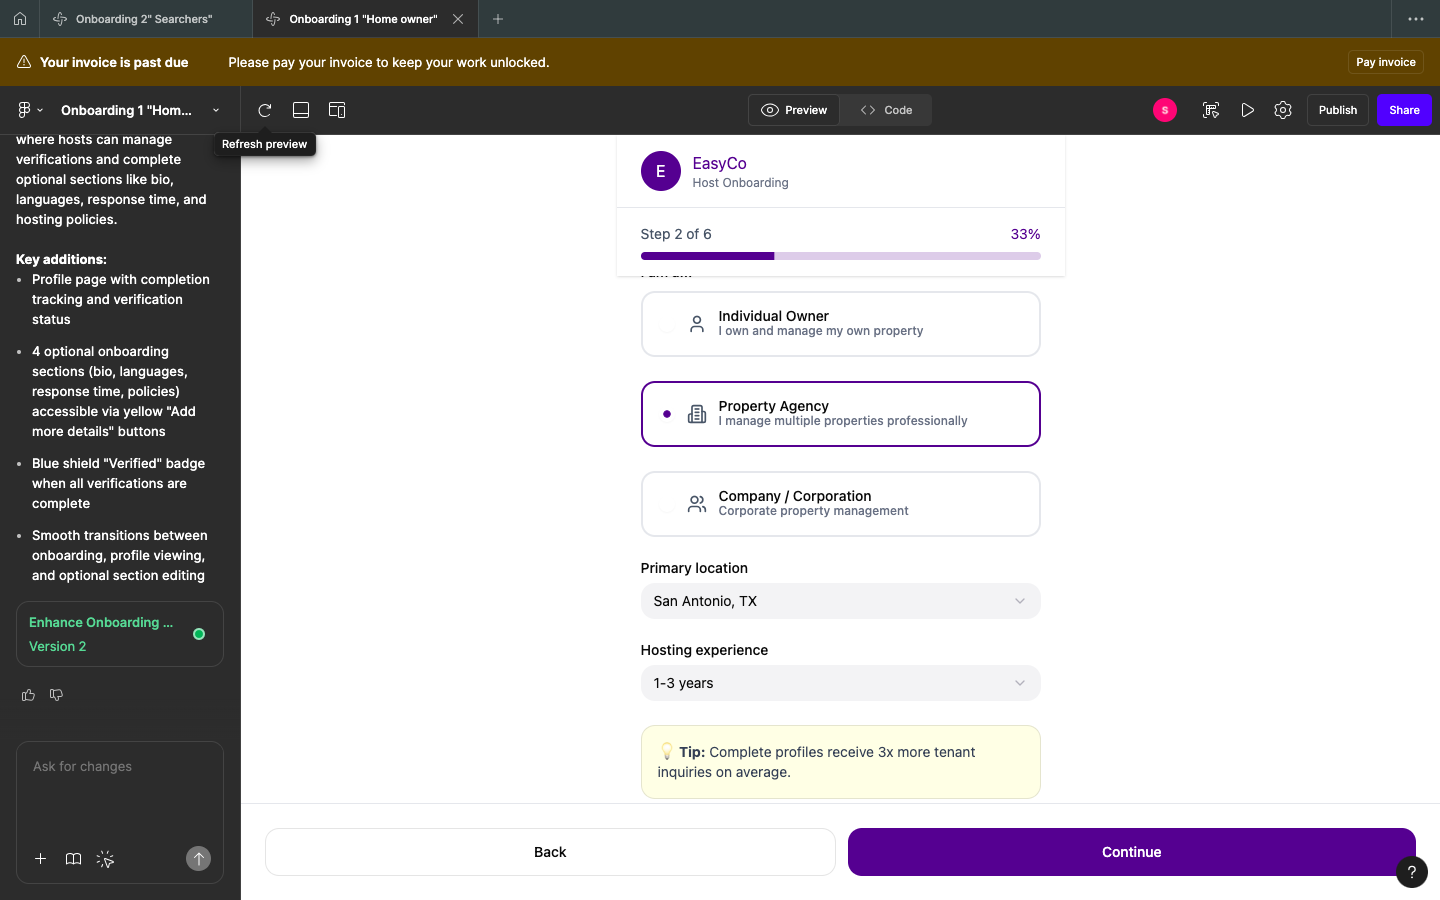 Onboarding 2" Searchers"
Onboarding 1 "Home owner"
Your invoice is past due
Please pay your invoice to keep your work unlocked.
Pay invoice
Onboarding 1 "Hom...
Preview
Code
S
Publish
Share
Refresh preview
where hosts can manage
verifications and complete
optional sections like bio,
languages, response time, and
hosting policies.
Key additions:
• Profile page with completion
tracking and verification
status
• 4 optional onboarding
sections (bio, languages,
response time, policies)
accessible via yellow "Add
more details" buttons
• Blue shield "Verified" badge
when all verifications are
complete
• Smooth transitions between
onboarding, profile viewing,
and optional section editing
Enhance Onboarding ...
Version 2
Ask for changes
E
EasyCo
Host Onboarding
Step 2 of 6
33%
Individual Owner
I own and manage my own property
Property Agency
I manage multiple properties professionally
Company / Corporation
Corporate property management
Primary location
San Antonio, TX
Hosting experience
1-3 years
💡 Tip: Complete profiles receive 3x more tenant
inquiries on average.
Back
Continue
?